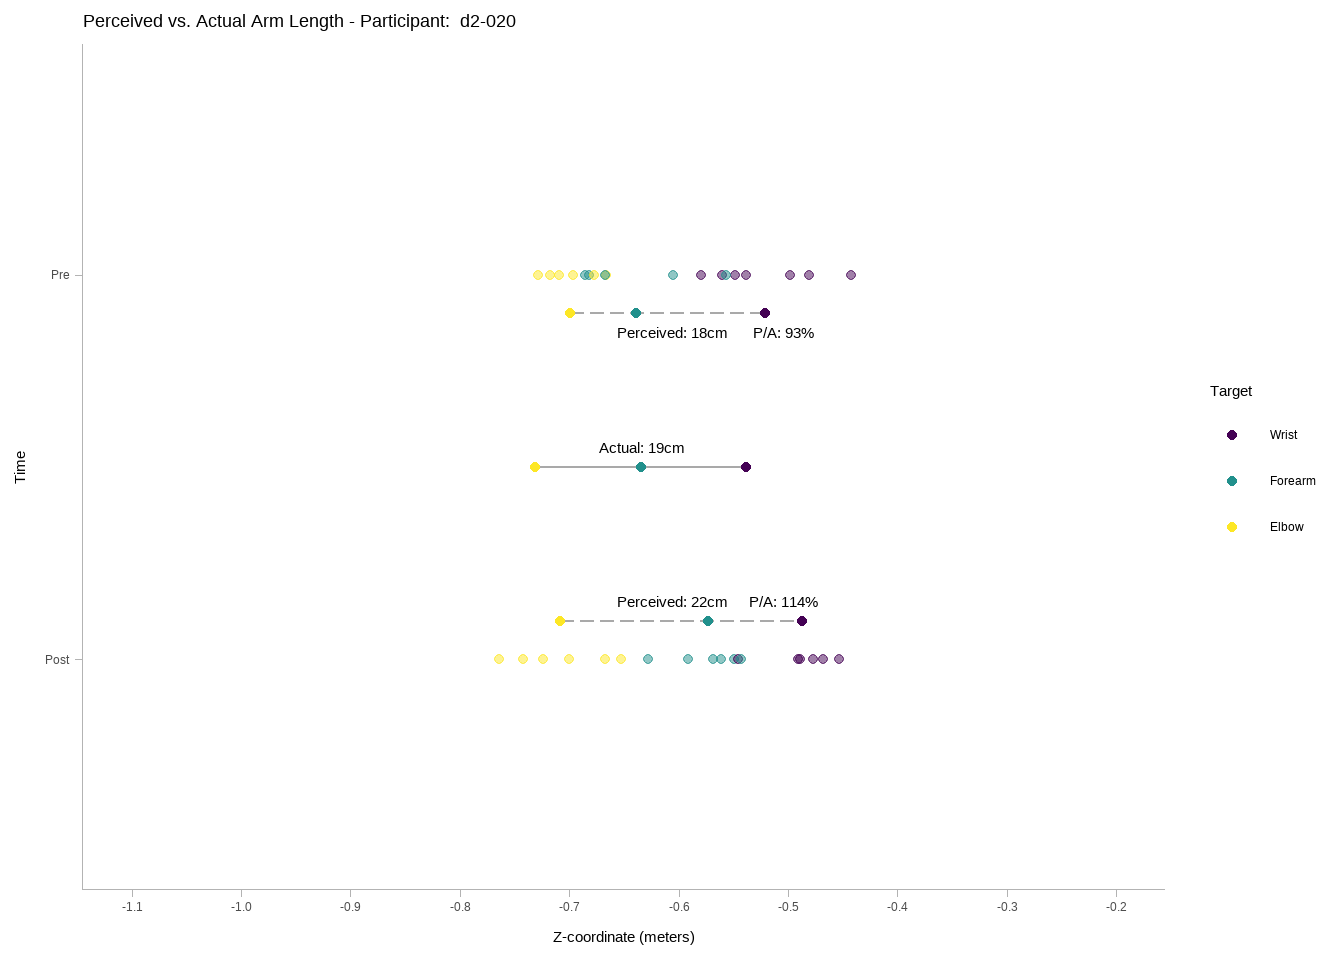 Perceived vs. Actual Arm Length - Participant:  d2-020
Pre
Perceived: 18cm
P/A: 93%
Actual: 19cm
Time
Perceived: 22cm
P/A: 114%
Post
-1.1
-1.0
-0.9
-0.8
-0.7
-0.6
-0.5
-0.4
-0.3
-0.2
Z-coordinate (meters)
Target
Wrist
Forearm
Elbow